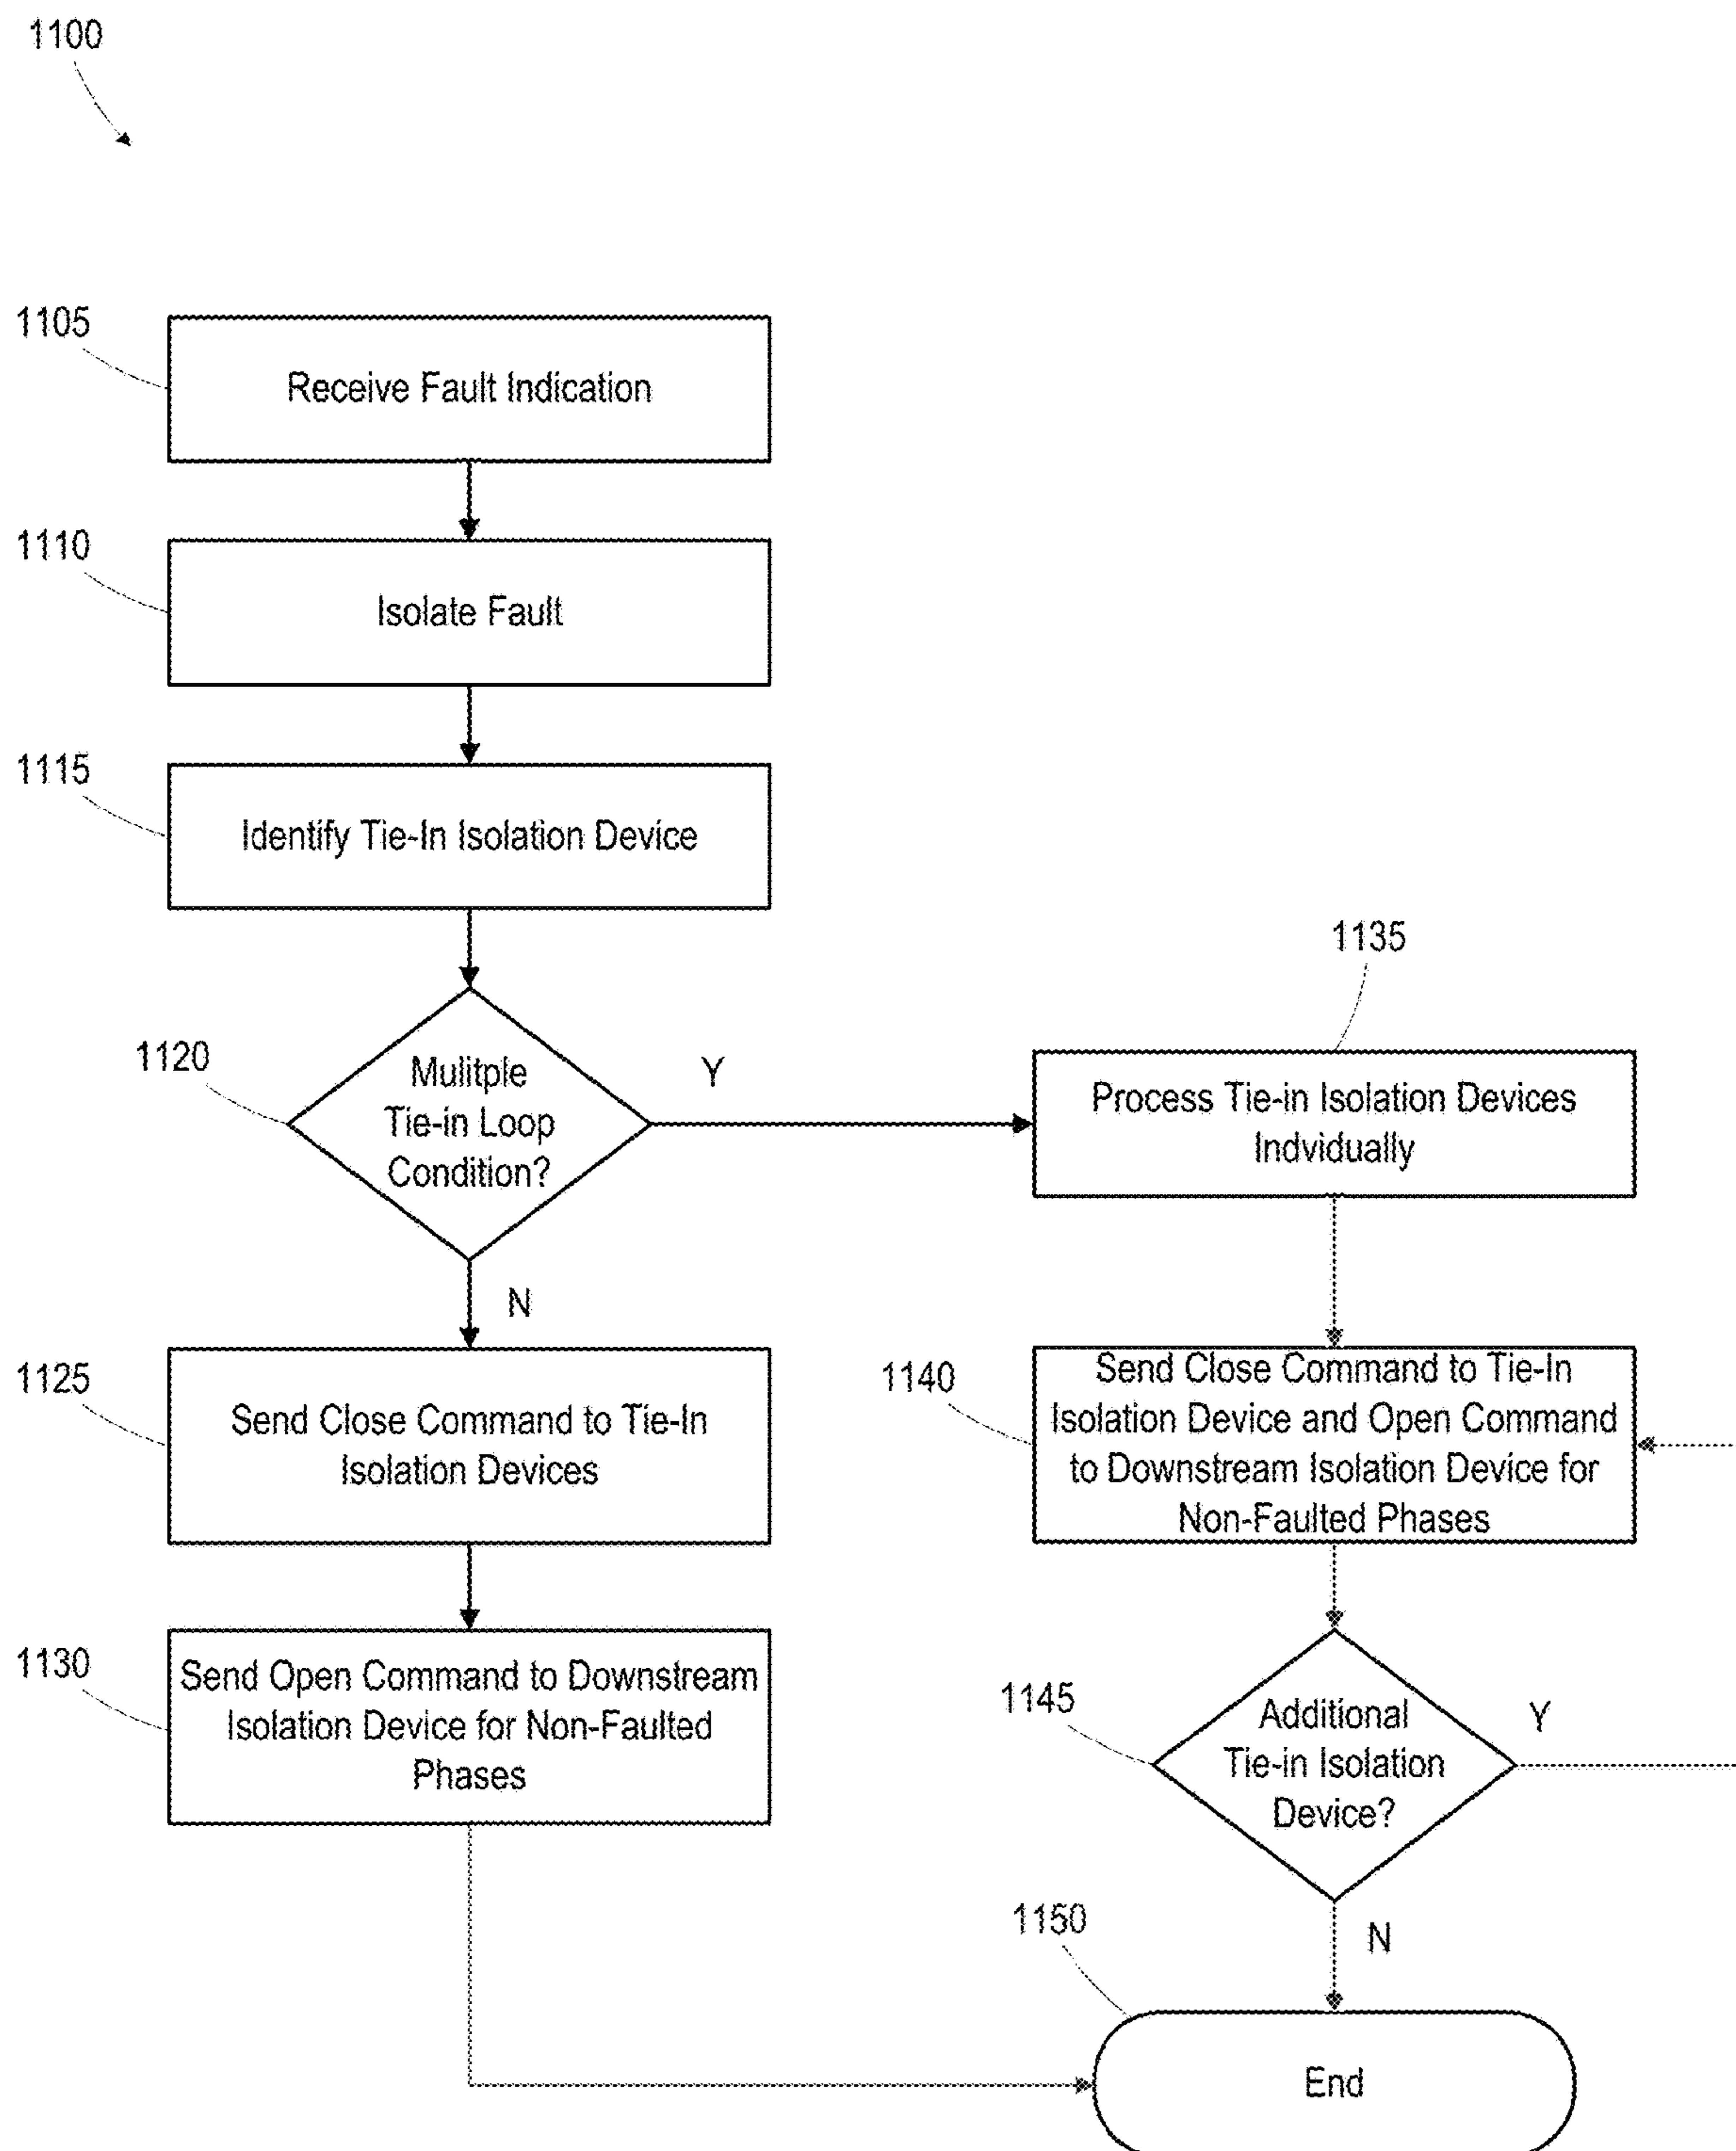 1100
1105
Receive Fault Indication
1110
Isolate Fault
1115
Identify Tie-In Isolation Device
1120
Mulitple
Tie-in Loop
Condition?
Y
N
1135
Process Tie-in Isolation Devices
Indvidually
1125
Send Close Command to Tie-In
Isolation Devices
1140
Send Close Command to Tie-In
Isolation Device and Open Command
to Downstream Isolation Device for
Non-Faulted Phases
1130
Send Open Command to Downstream
Isolation Device for Non-Faulted
Phases
1145
Additional
Tie-in Isolation
Device?
Y
N
1150
End